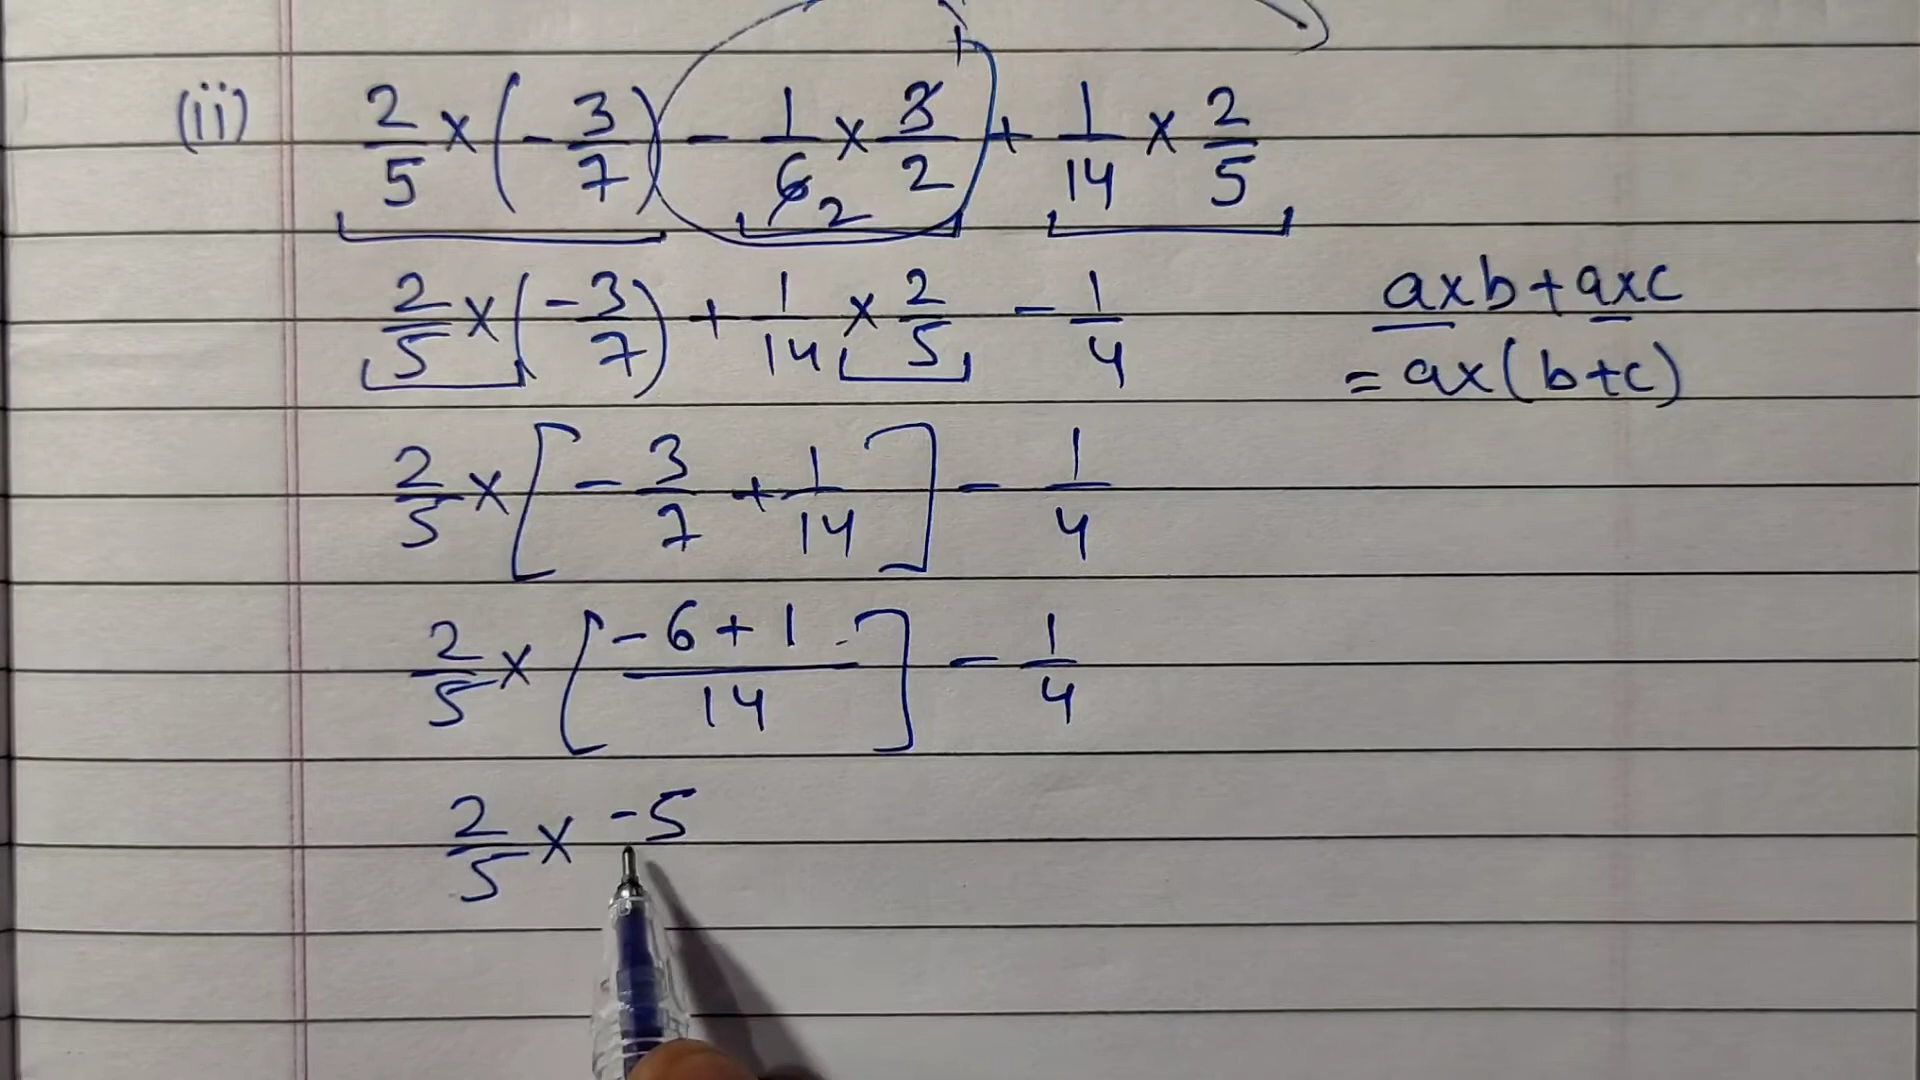 (ii) 2/5 × (-3/7) - 1/6 × 3/2 + 1/14 × 2/5
1
2
2/5 × (-3/7) + 1/14 × 2/5 - 1/4
a×b+a×c
= a×(b+c)
2/5 × [-3/7 + 1/14] - 1/4
2/5 × [-6+1/14] - 1/4
2/5 × -5